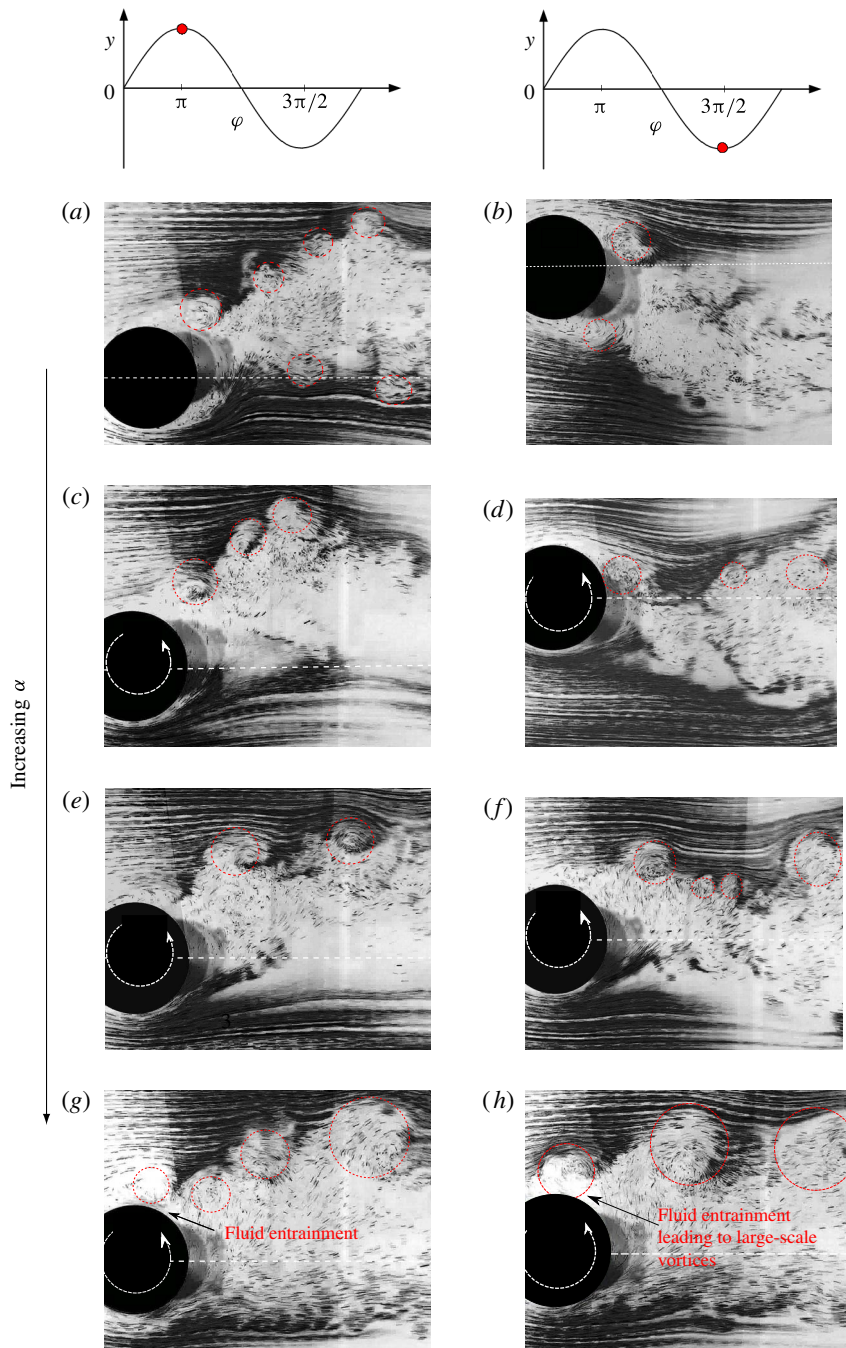 y
0
π
3π/2
φ
y
0
π
3π/2
φ
(a)
(b)
(c)
(d)
Increasing α
(e)
(f)
(g)
(h)
Fluid entrainment
Fluid entrainment
leading to large-scale
vortices